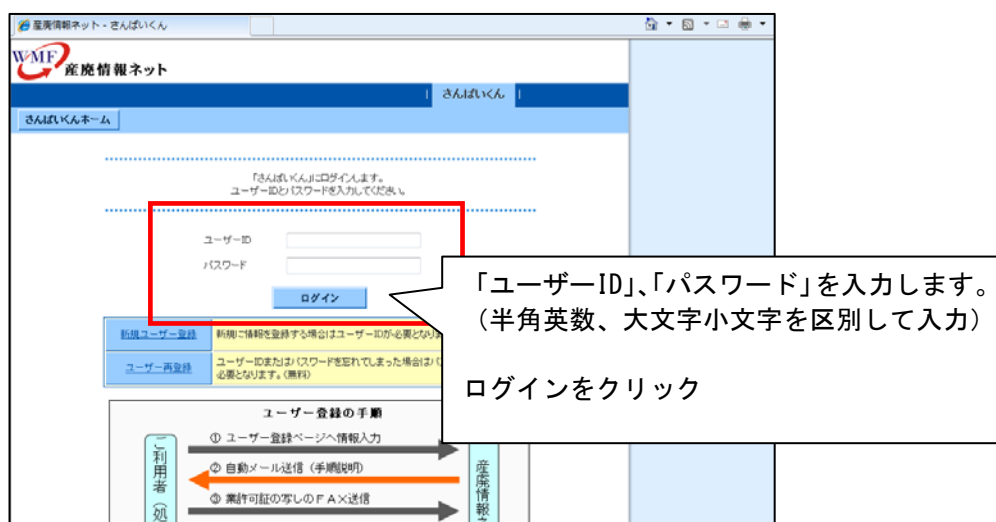 産廃情報ネット - さんぱいくん
WMF
産廃情報ネット
| さんぱいくん |
さんぱいくんホーム
「さんぱいくん」にログインします。
ユーザーIDとパスワードを入力してください。
ユーザーID
パスワード
ログイン
「ユーザーID」、「パスワード」を入力します。
(半角英数、大文字小文字を区別して入力)
ログインをクリック
新規ユーザー登録
新規に情報を登録する場合はユーザーIDが必要となりま
ユーザー再登録
ユーザーIDまたはパスワードを忘れてしまった場合は
必要となります。(無料)
ユーザー登録の手順
① ユーザー登録ページへ情報入力
② 自動メール送信 (手順説明)
③ 業許可証の写しのFAX送信
ご利用者(処
産廃情報ネ